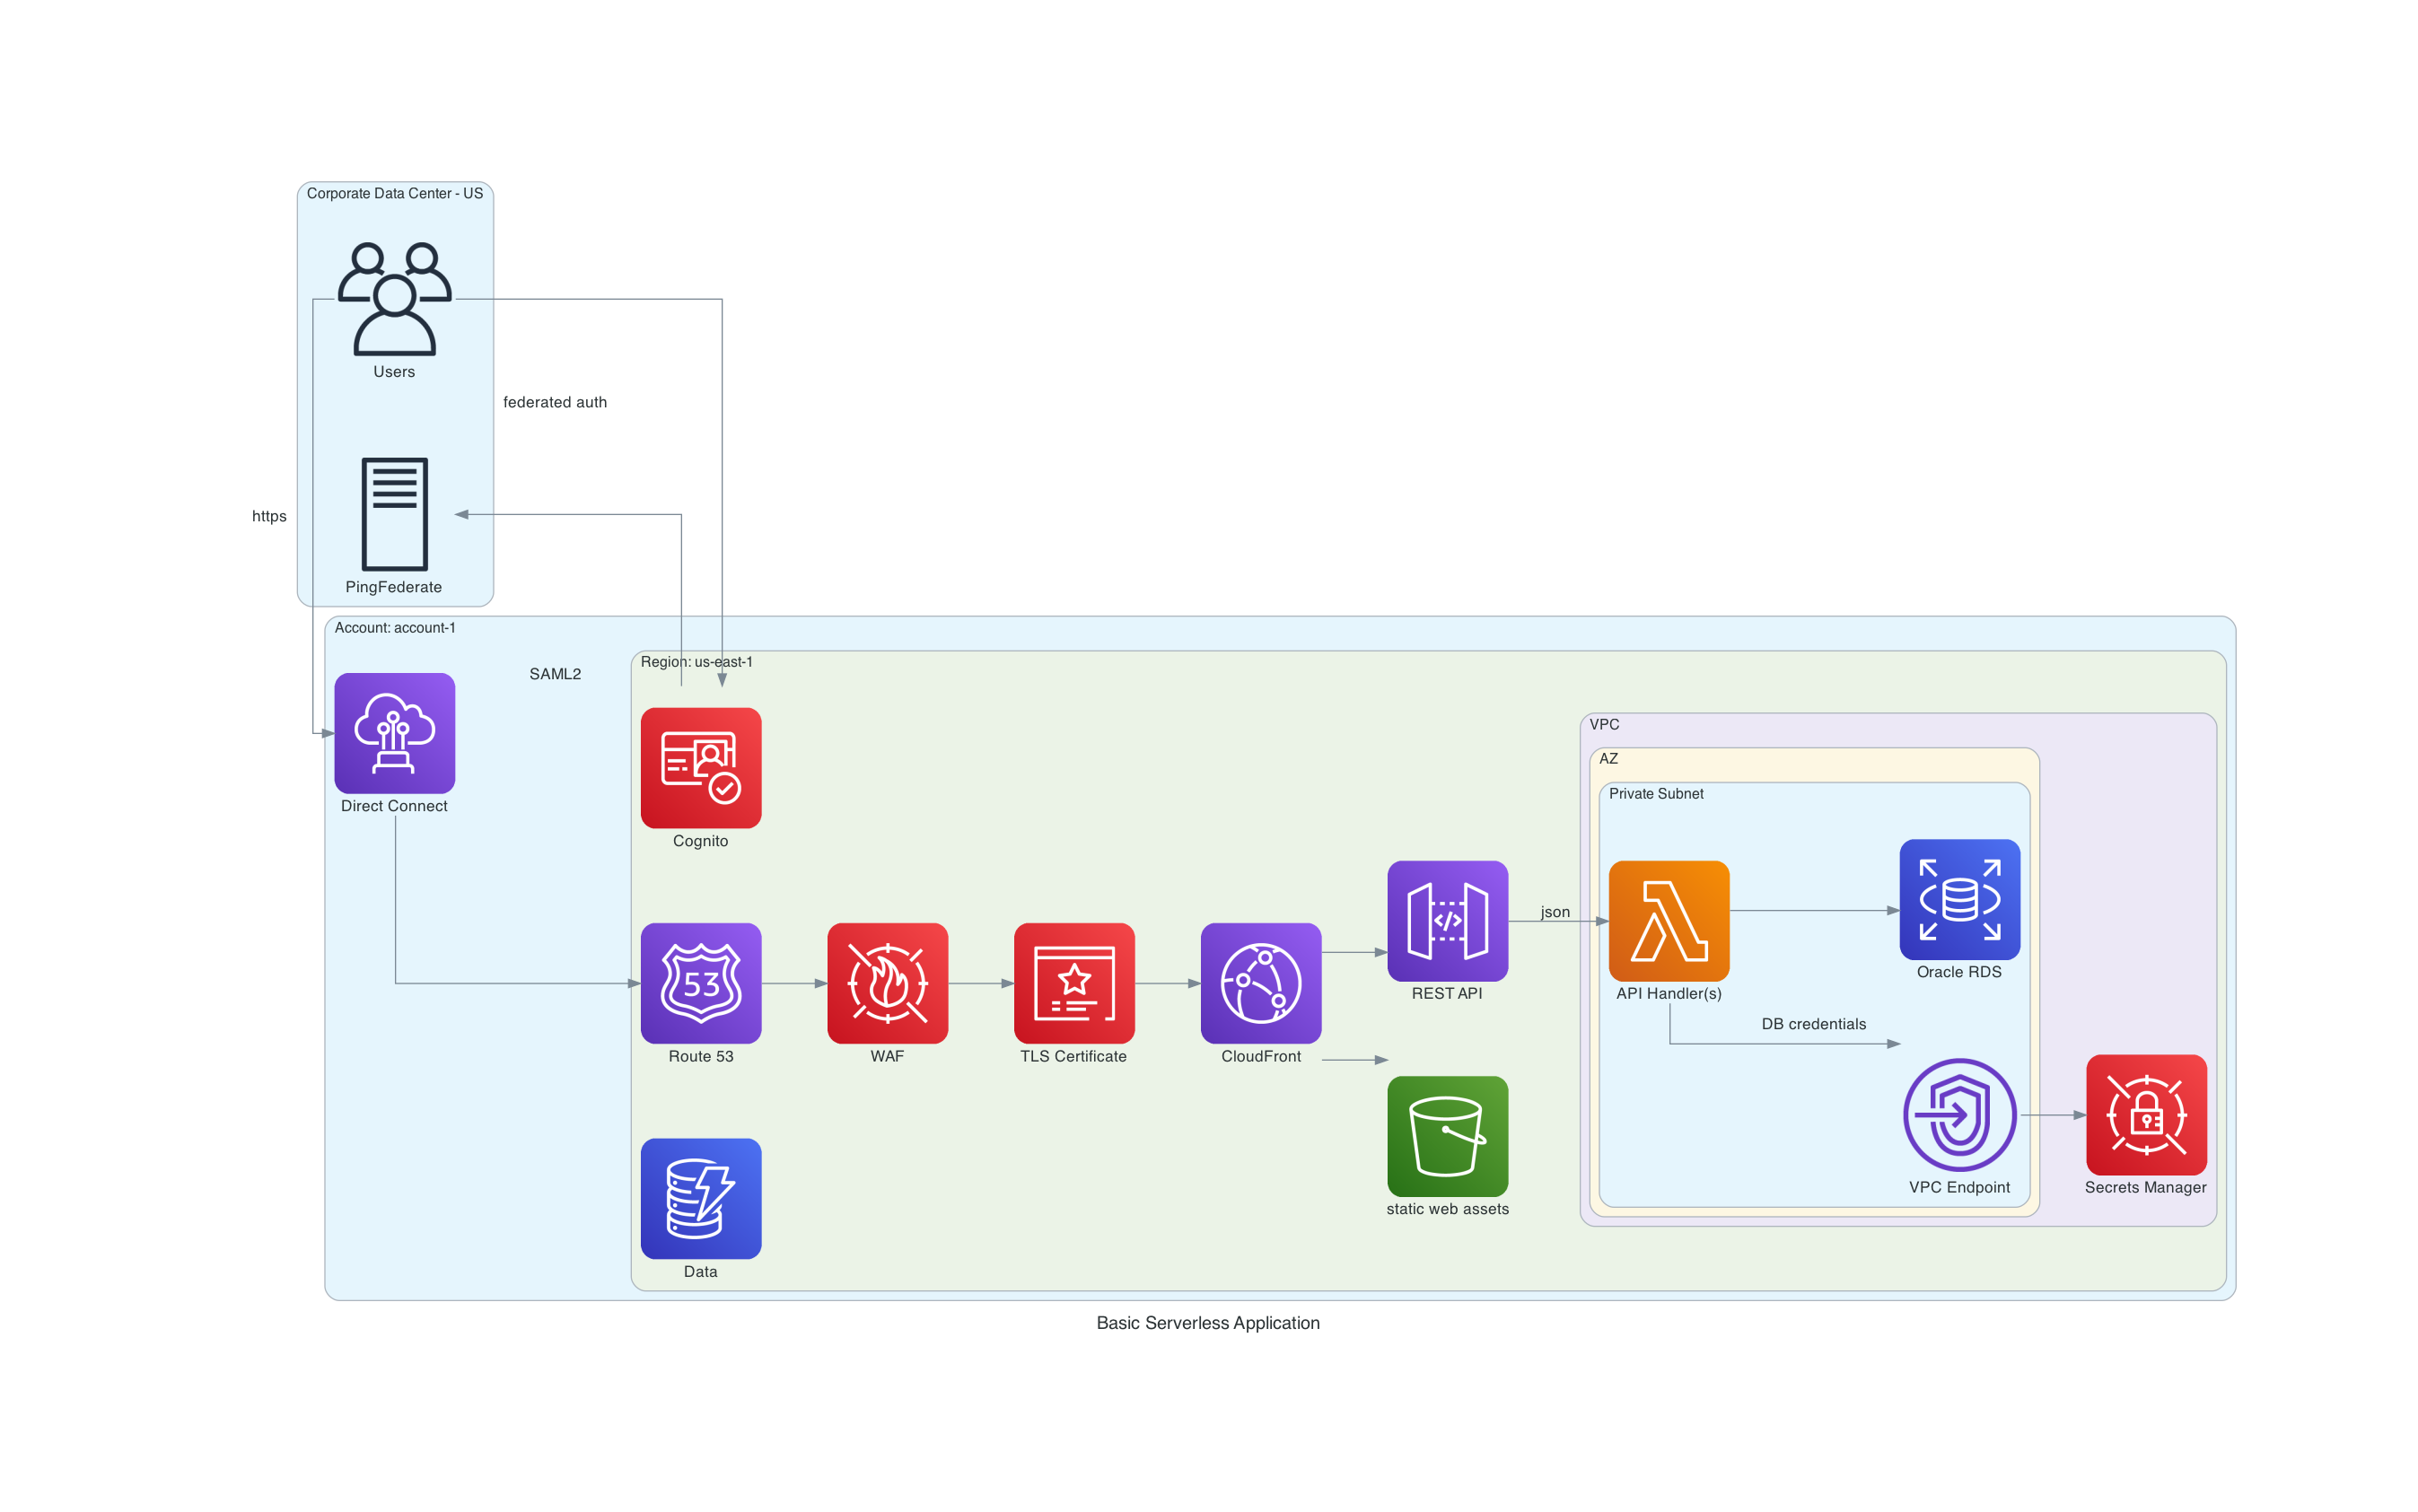 Corporate Data Center - US
Users
federated auth
https
PingFederate
Account: account-1
Region: us-east-1
SAML2
Direct Connect
Cognito
VPC
AZ
Private Subnet
53
Route 53
WAF
TLS Certificate
CloudFront
REST API
json
API Handler(s)
Oracle RDS
DB credentials
VPC Endpoint
Secrets Manager
static web assets
Data
Basic Serverless Application